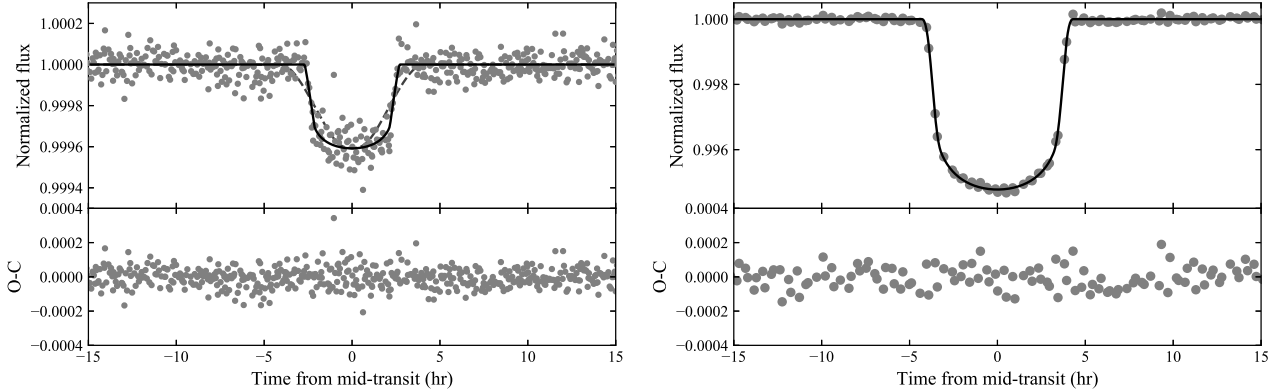 1.0002
1.0000
0.9998
0.9996
0.9994
Normalized flux
0.0004
0.0002
0.0000
−0.0002
−0.0004
O-C
−15 −10 −5 0 5 10 15
Time from mid-transit (hr)
1.000
0.998
0.996
Normalized flux
0.0004
0.0002
0.0000
−0.0002
−0.0004
O-C
−15 −10 −5 0 5 10 15
Time from mid-transit (hr)